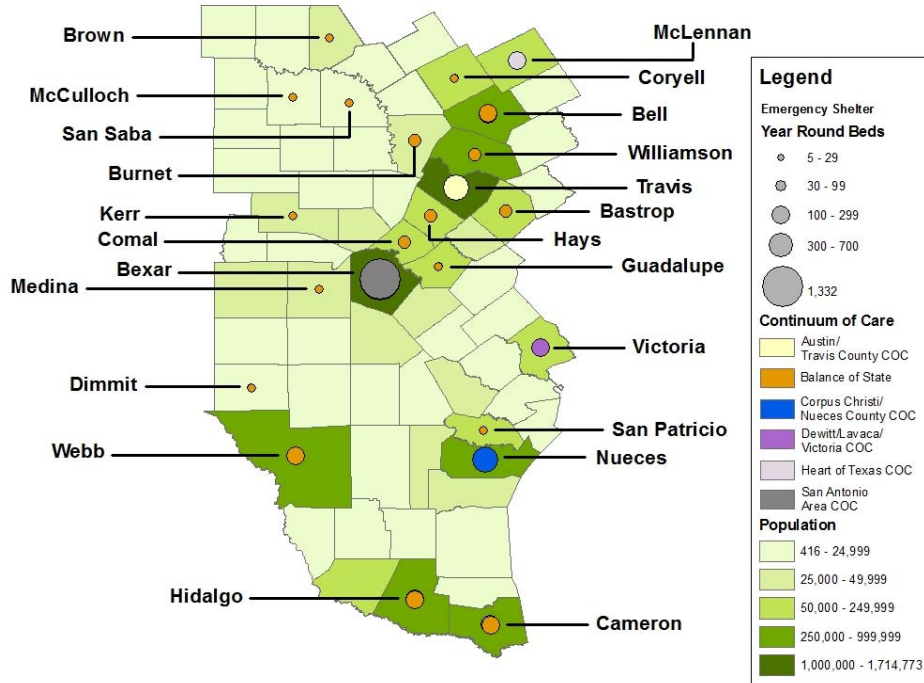 Brown
McLennan
McCulloch
Coryell
San Saba
Bell
Burnet
Williamson
Travis
Kerr
Bastrop
Comal
Hays
Bexar
Guadalupe
Medina
Victoria
Dimmit
San Patricio
Webb
Nueces
Hidalgo
Cameron
Legend
Emergency Shelter
Year Round Beds
5 - 29
30 - 99
100 - 299
300 - 700
1,332
Continuum of Care
Austin/
Travis County COC
Balance of State
Corpus Christi/
Nueces County COC
Dewitt/Lavaca/
Victoria COC
Heart of Texas COC
San Antonio
Area COC
Population
416 - 24,999
25,000 - 49,999
50,000 - 249,999
250,000 - 999,999
1,000,000 - 1,714,773